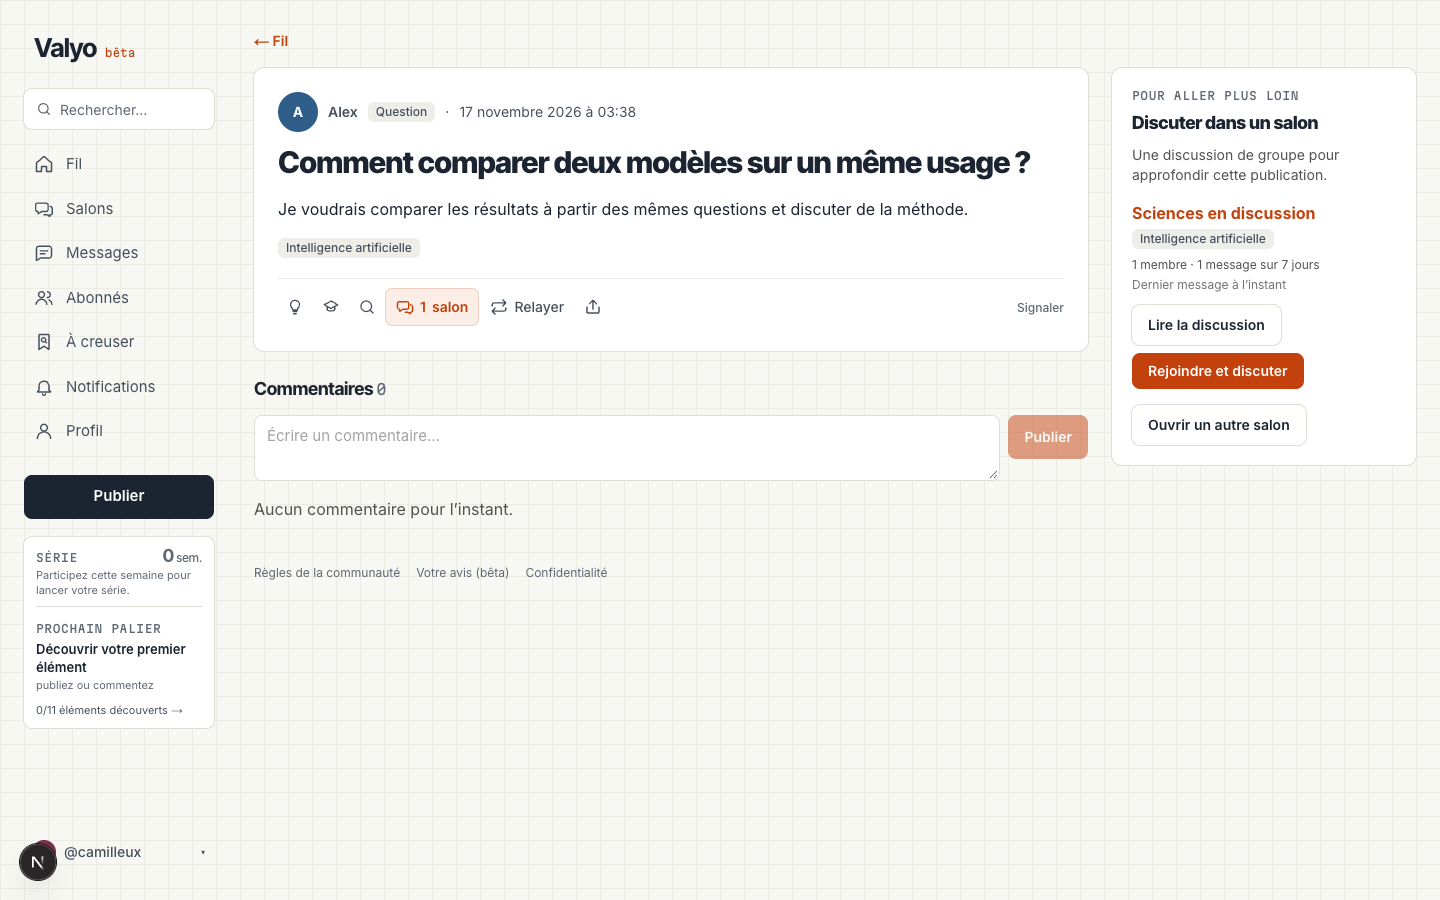 Valyo bêta
Rechercher...
Fil
Salons
Messages
Abonnés
À creuser
Notifications
Profil
Publier
SÉRIE 0 sem.
Participez cette semaine pour
lancer votre série.
PROCHAIN PALIER
Découvrir votre premier
élément
publiez ou commentez
0/11 éléments découverts →
N
@camilleux
← Fil
A Alex Question · 17 novembre 2026 à 03:38
Comment comparer deux modèles sur un même usage ?
Je voudrais comparer les résultats à partir des mêmes questions et discuter de la méthode.
Intelligence artificielle
1 salon Relayer Signaler
Commentaires 0
Écrire un commentaire...
Publier
Aucun commentaire pour l’instant.
Règles de la communauté Votre avis (bêta) Confidentialité
POUR ALLER PLUS LOIN
Discuter dans un salon
Une discussion de groupe pour
approfondir cette publication.
Sciences en discussion
Intelligence artificielle
1 membre · 1 message sur 7 jours
Dernier message à l’instant
Lire la discussion
Rejoindre et discuter
Ouvrir un autre salon